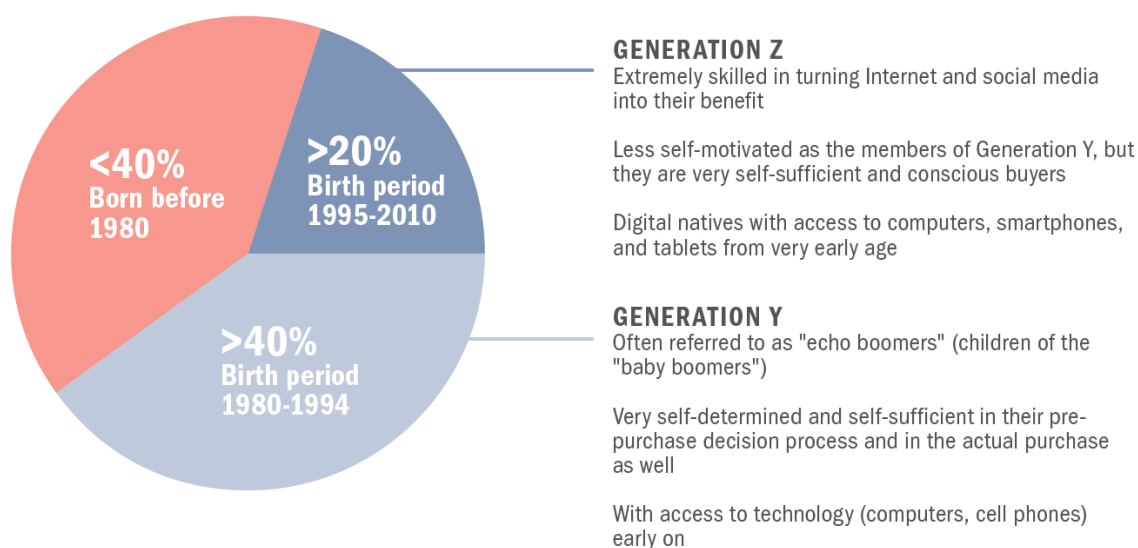 <40%
Born before
1980
>20%
Birth period
1995-2010
>40%
Birth period
1980-1994
GENERATION Z
Extremely skilled in turning Internet and social media
into their benefit
Less self-motivated as the members of Generation Y, but
they are very self-sufficient and conscious buyers
Digital natives with access to computers, smartphones,
and tablets from very early age
GENERATION Y
Often referred to as "echo boomers" (children of the
"baby boomers")
Very self-determined and self-sufficient in their pre-
purchase decision process and in the actual purchase
as well
With access to technology (computers, cell phones)
early on